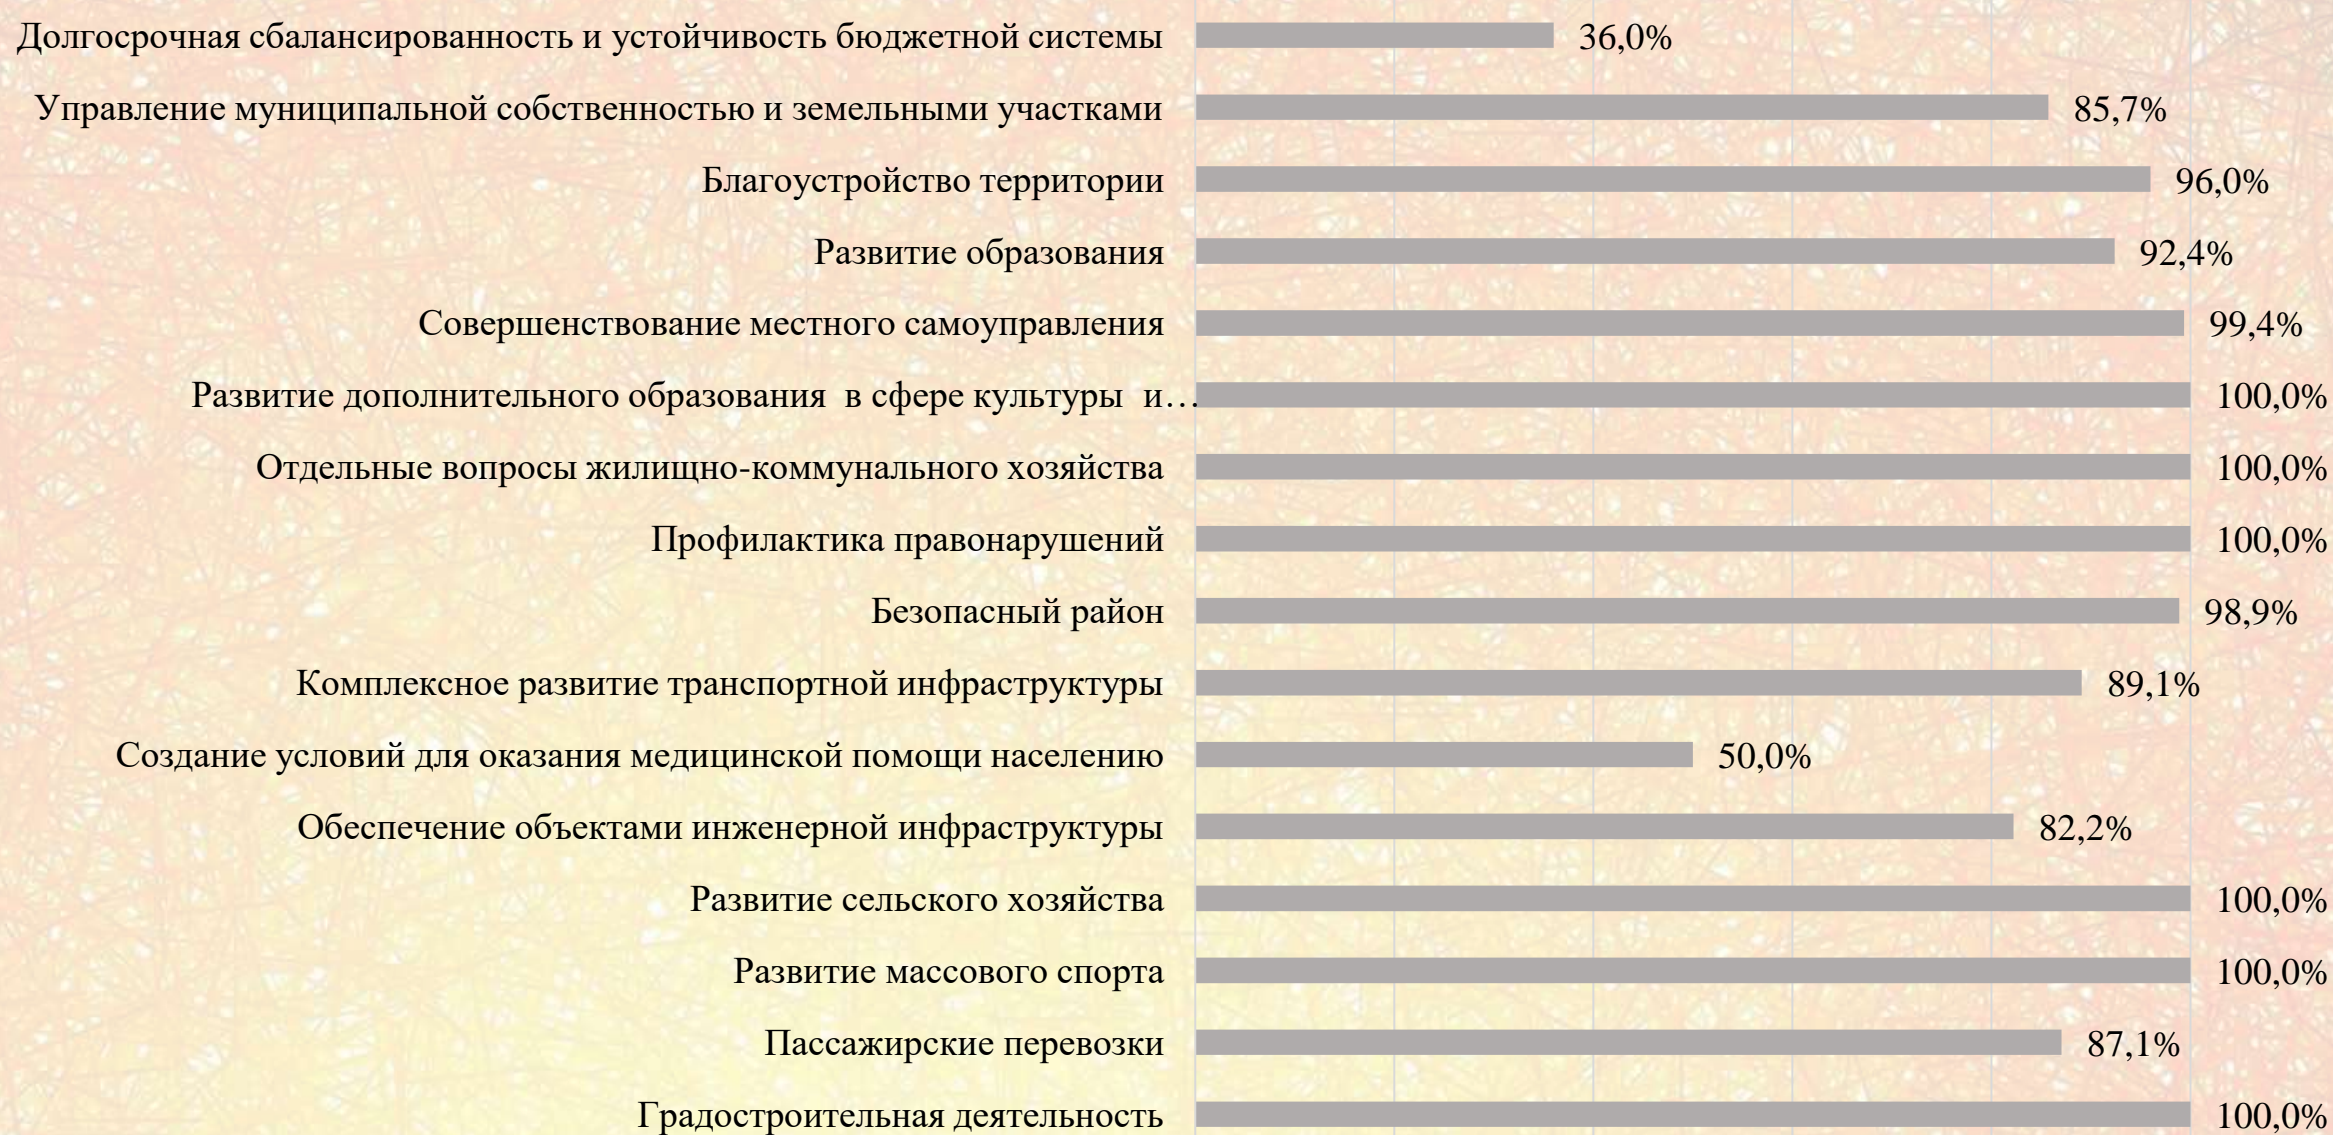 Долгосрочная сбалансированность и устойчивость бюджетной системы 36,0%
Управление муниципальной собственностью и земельными участками 85,7%
Благоустройство территории 96,0%
Развитие образования 92,4%
Совершенствование местного самоуправления 99,4%
Развитие дополнительного образования  в сфере культуры  и… 100,0%
Отдельные вопросы жилищно-коммунального хозяйства 100,0%
Профилактика правонарушений 100,0%
Безопасный район 98,9%
Комплексное развитие транспортной инфраструктуры 89,1%
Создание условий для оказания медицинской помощи населению 50,0%
Обеспечение объектами инженерной инфраструктуры 82,2%
Развитие сельского хозяйства 100,0%
Развитие массового спорта 100,0%
Пассажирские перевозки 87,1%
Градостроительная деятельность 100,0%